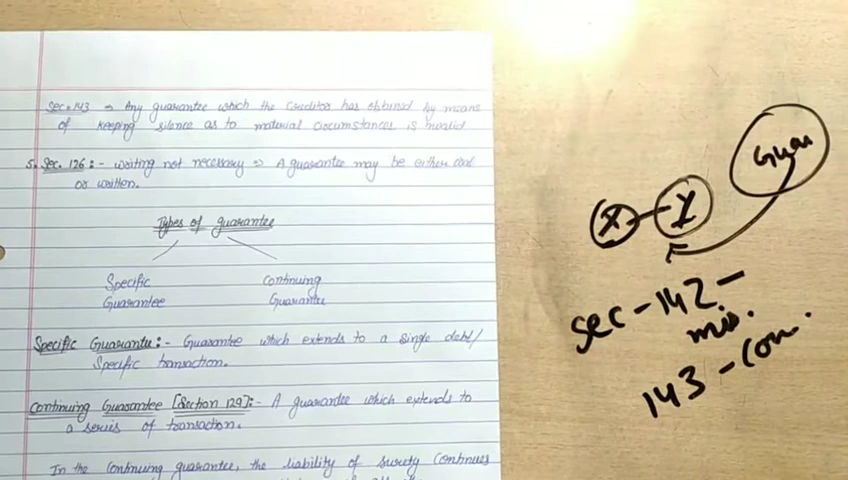 Sec. 143 → Any guarantee which the creditor has obtained by means
of keeping silence as to material circumstances is invalid
5. Sec. 126 :- writing not necessary ⇒ A guarantee may be either oral
or written.
Types of guarantee
Specific Guarantee
Continuing Guarantee
Specific Guarantee :- Guarantee which extends to a single debt/
Specific transaction.
Continuing Guarantee [Section 129] :- A guarantee which extends to
a series of transaction.
In the Continuing guarantee, the liability of surety continues
X
Y
Guar
Sec-142-
mis.
143-con.